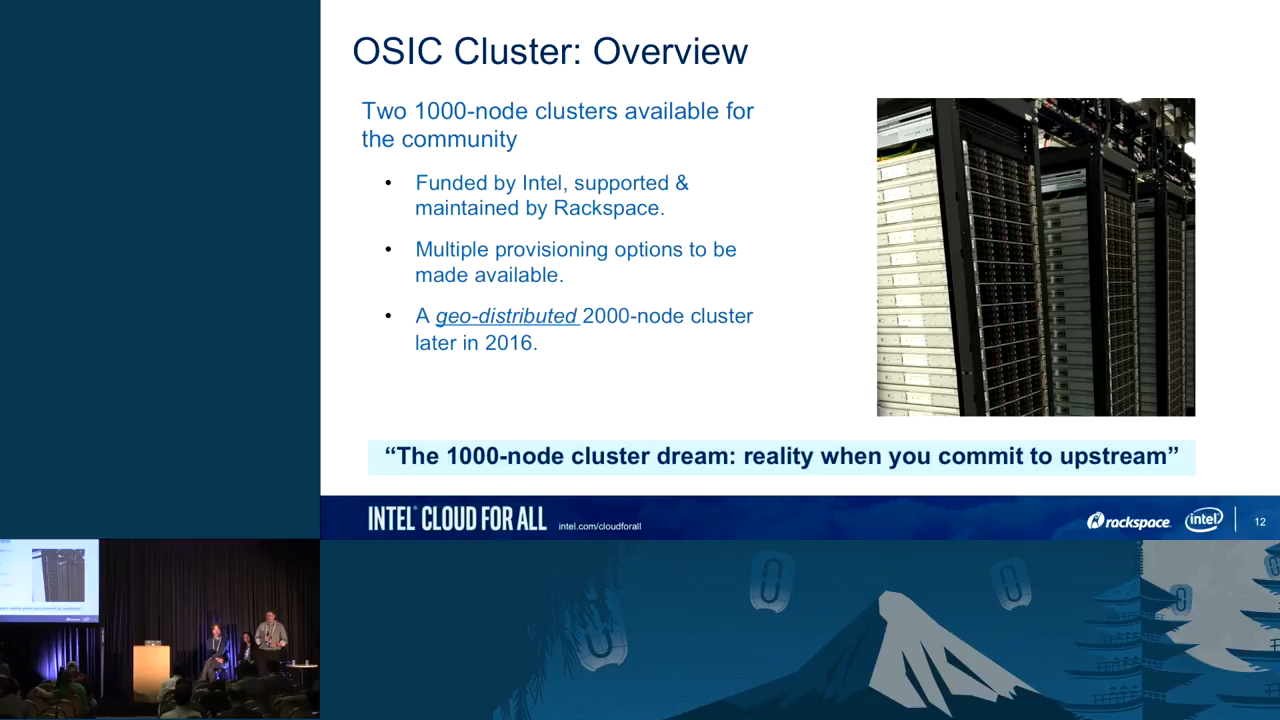 OSIC Cluster: Overview
Two 1000-node clusters available for
the community
• Funded by Intel, supported &
maintained by Rackspace.
• Multiple provisioning options to be
made available.
• A geo-distributed 2000-node cluster
later in 2016.
“The 1000-node cluster dream: reality when you commit to upstream”
INTEL® CLOUD FOR ALL intel.com/cloudforall
rackspace. intel 12